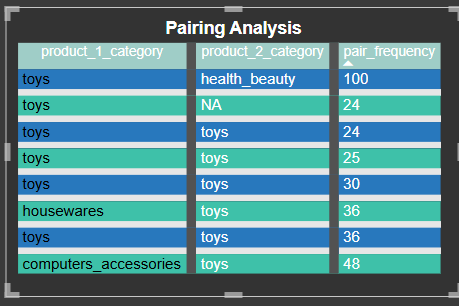 Pairing Analysis
product_1_category product_2_category pair_frequency
toys health_beauty 100
toys NA 24
toys toys 24
toys toys 25
toys toys 30
housewares toys 36
toys toys 36
computers_accessories toys 48